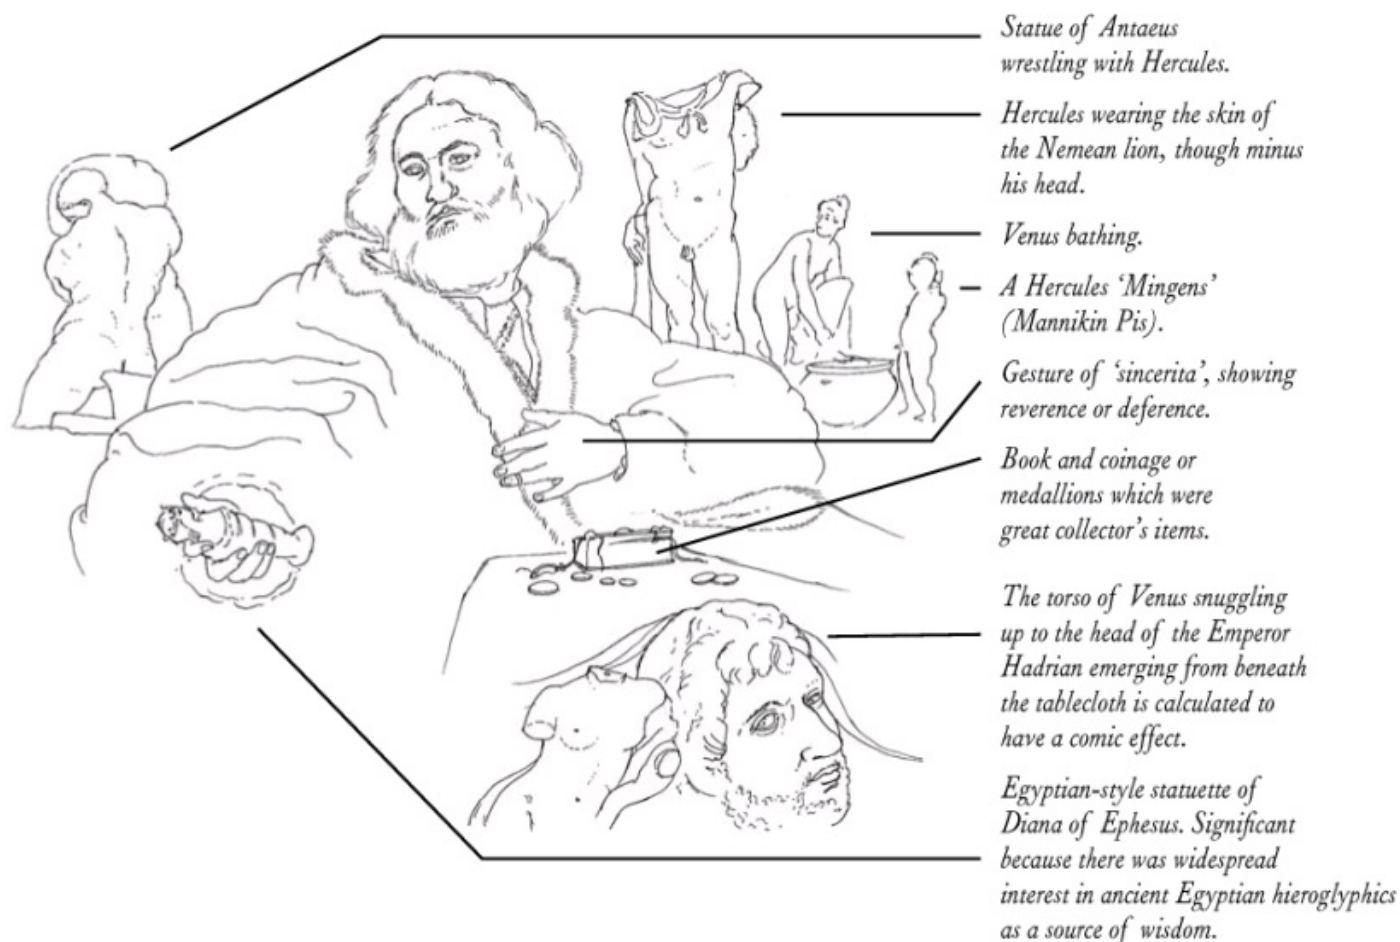 Statue of Antaeus
wrestling with Hercules.
Hercules wearing the skin of
the Nemean lion, though minus
his head.
Venus bathing.
A Hercules ‘Mingens’
(Mannikin Pis).
Gesture of ‘sincerita’, showing
reverence or deference.
Book and coinage or
medallions which were
great collector’s items.
The torso of Venus snuggling
up to the head of the Emperor
Hadrian emerging from beneath
the tablecloth is calculated to
have a comic effect.
Egyptian-style statuette of
Diana of Ephesus. Significant
because there was widespread
interest in ancient Egyptian hieroglyphics
as a source of wisdom.